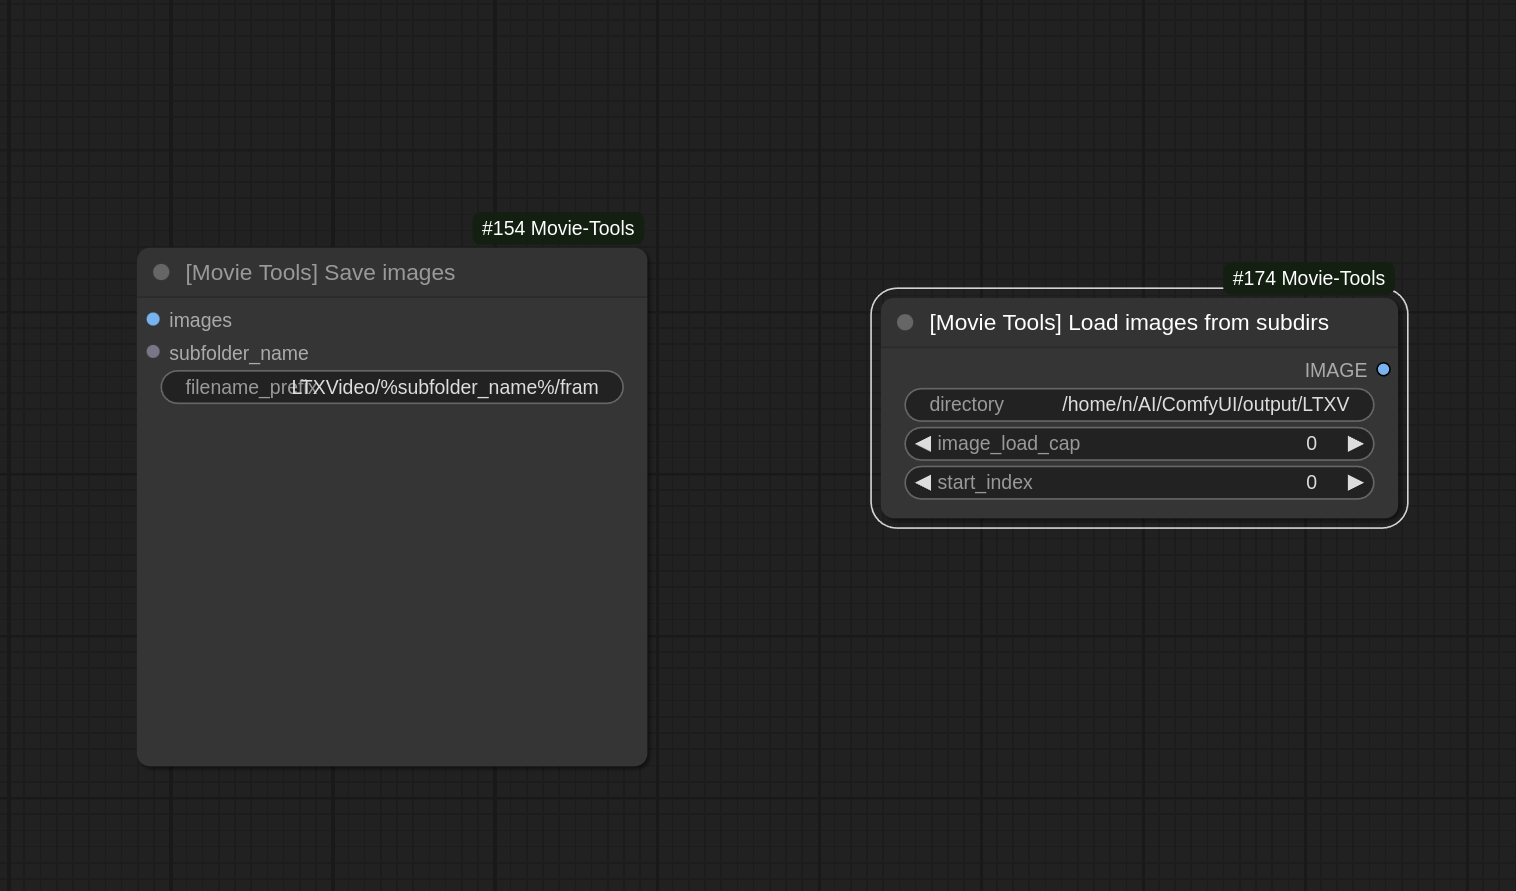 #154 Movie-Tools
[Movie Tools] Save images
images
subfolder_name
filename_prefix LTXVideo/%subfolder_name%/fram
#174 Movie-Tools
[Movie Tools] Load images from subdirs
IMAGE
directory /home/n/AI/ComfyUI/output/LTXV
image_load_cap 0
start_index 0